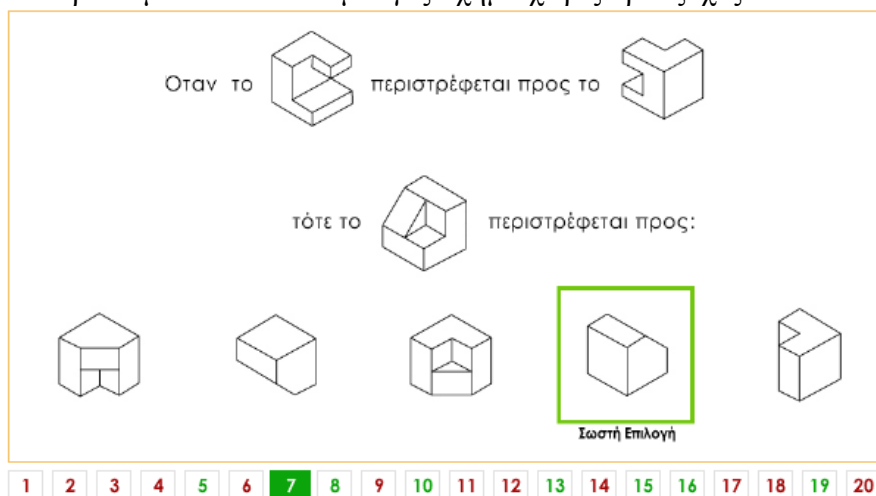 Όταν το περιστρέφεται προς το
τότε το περιστρέφεται προς:
Σωστή Επιλογή
1 2 3 4 5 6 7 8 9 10 11 12 13 14 15 16 17 18 19 20